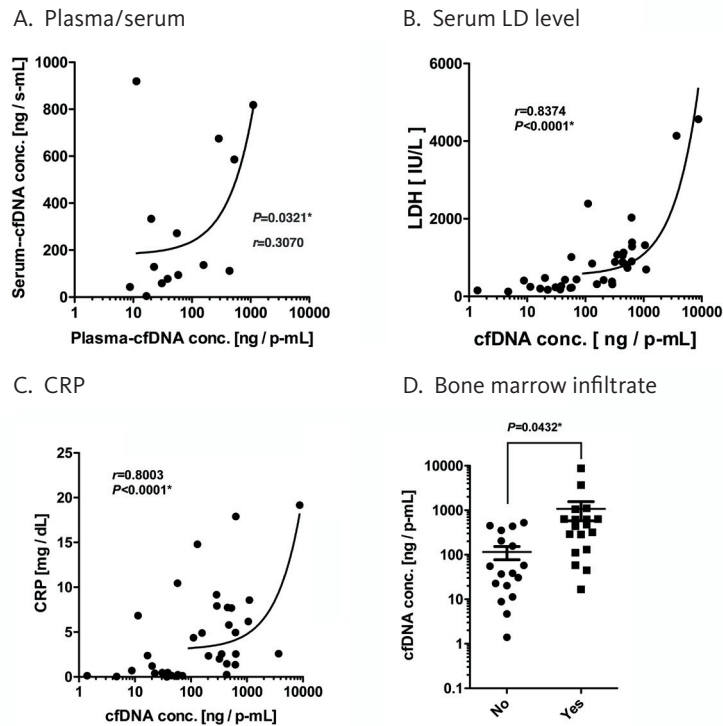 A. Plasma/serum
1000
800
600
400
200
0
Serum--cfDNA conc. [ng / s-mL]
P=0.0321*
r=0.3070
1 10 100 1000 10000
Plasma-cfDNA conc. [ng / p-mL]
B. Serum LD level
6000
4000
2000
0
LDH [ IU/L ]
r=0.8374
P<0.0001*
1 10 100 1000 10000
cfDNA conc. [ ng / p-mL]
C. CRP
25
20
15
10
5
0
CRP [mg / dL]
r=0.8003
P<0.0001*
1 10 100 1000 10000
cfDNA conc. [ng / p-mL]
D. Bone marrow infiltrate
P=0.0432*
10000
1000
100
10
1
0.1
cfDNA conc. [ng / p-mL]
No Yes